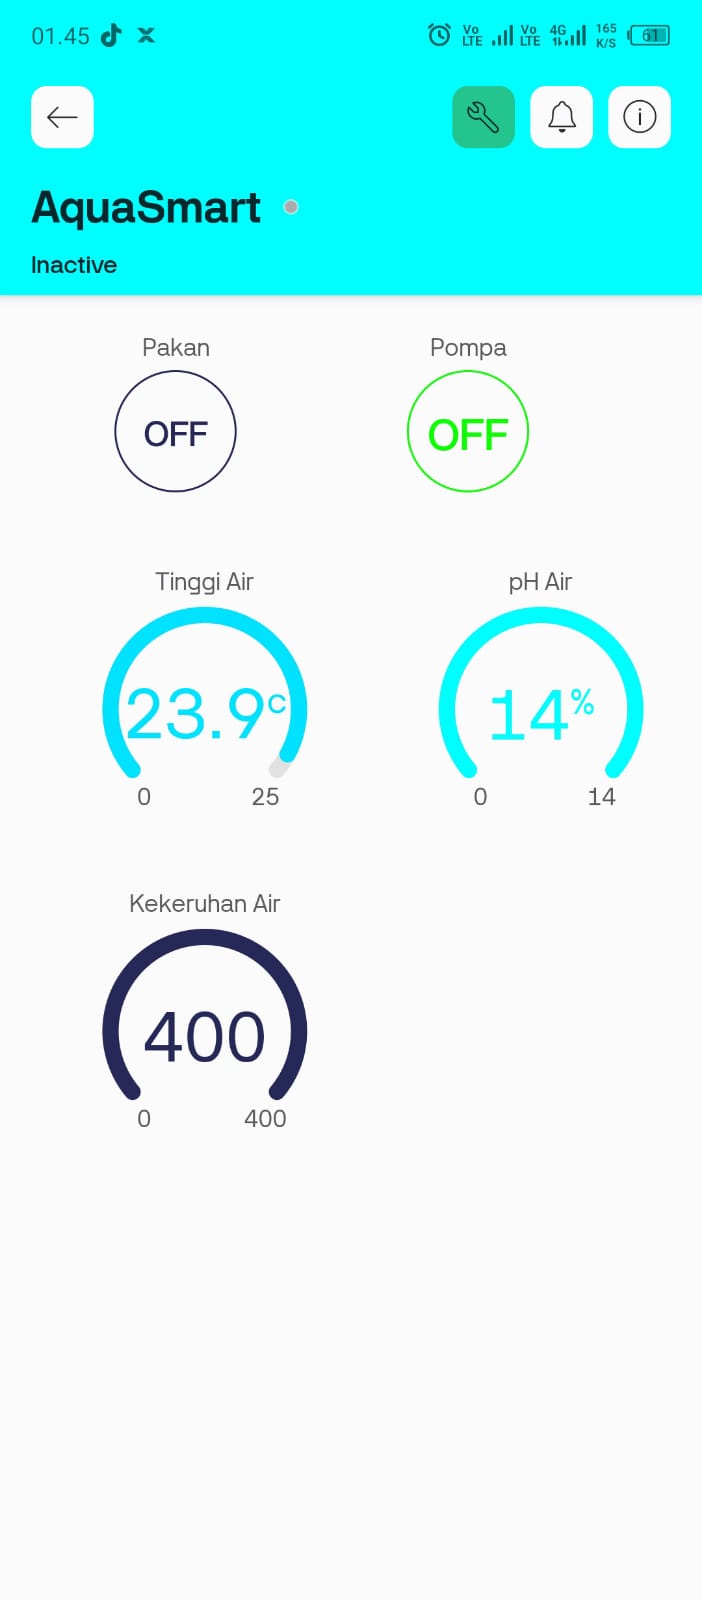 01.45 Vo LTE Vo LTE 4G 165 K/S 61
AquaSmart
Inactive
Pakan Pompa
OFF OFF
Tinggi Air pH Air
23.9c 14%
0 25 0 14
Kekeruhan Air
400
0 400